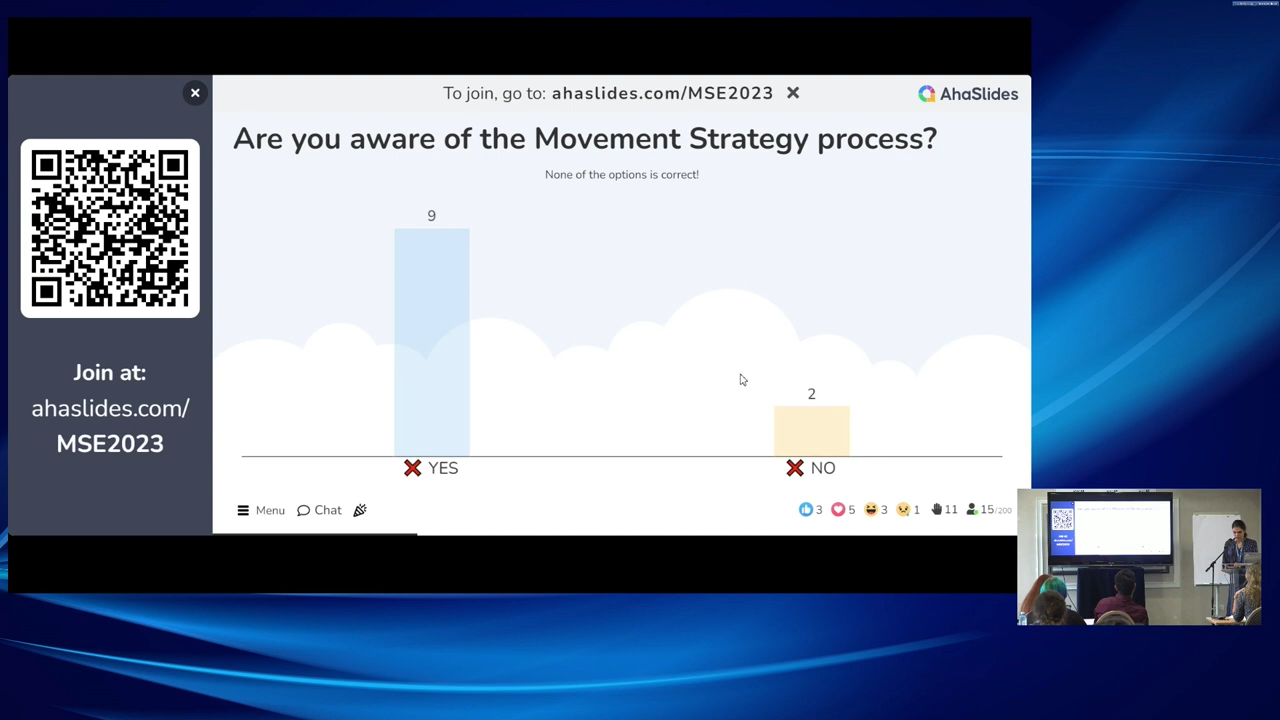 To join, go to: ahaslides.com/MSE2023
AhaSlides
Are you aware of the Movement Strategy process?
None of the options is correct!
9
2
YES
NO
Join at:
ahaslides.com/
MSE2023
Menu
Chat
3
5
3
1
11
15/200